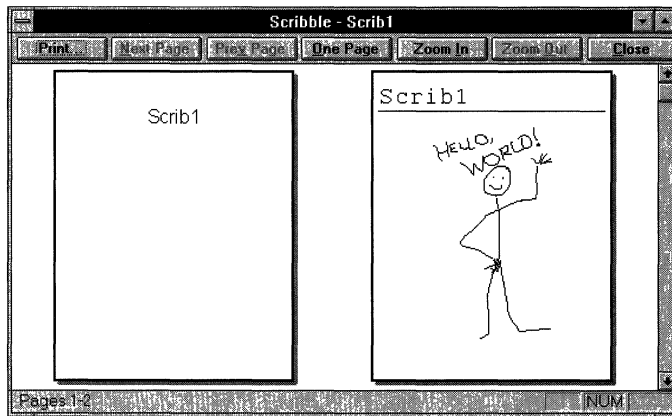 Scribble - Scrib1
Print... Next Page Prev Page One Page Zoom In Zoom Out Close
Scrib1
Scrib1
HELLO,
WORLD!
Pages 1-2 NUM